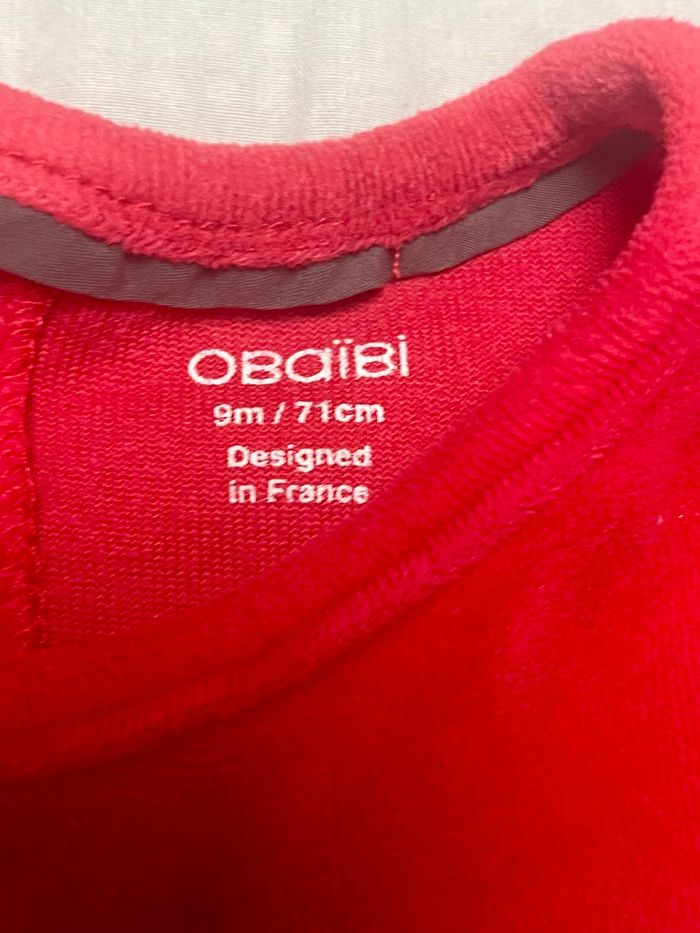 OBaïBi
9m / 71cm
Designed
in France